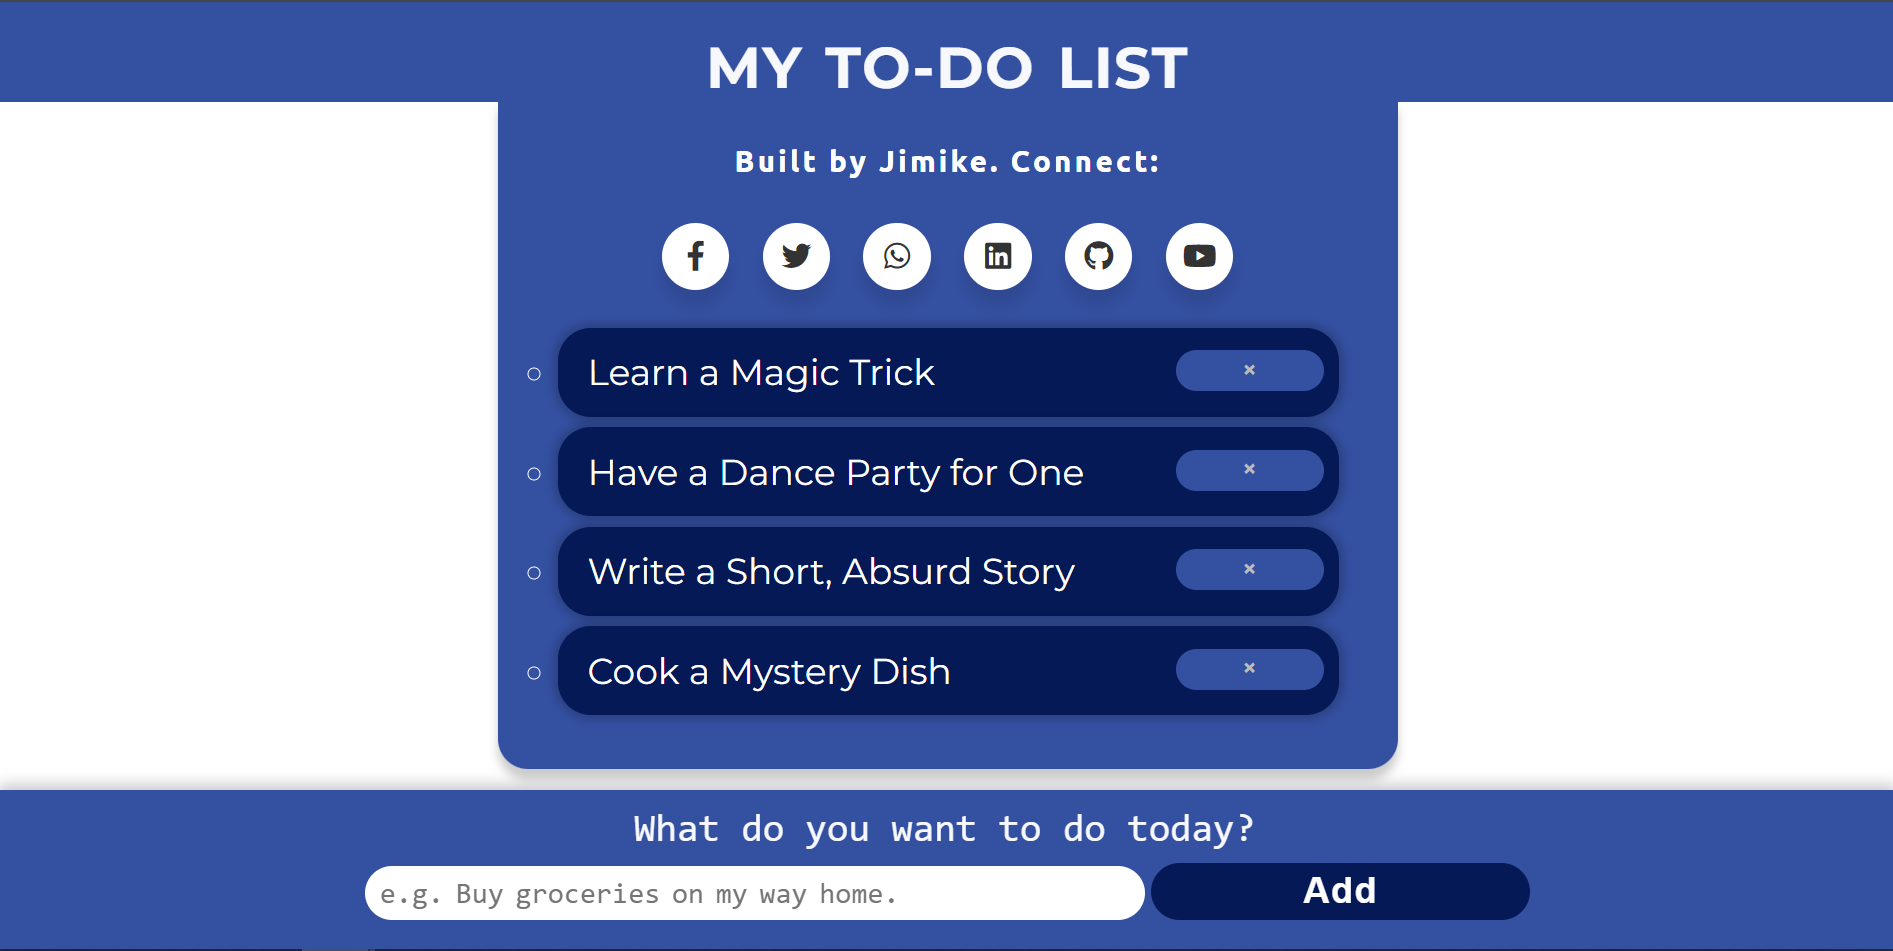 MY TO-DO LIST
Built by Jimike. Connect:
Learn a Magic Trick ×
Have a Dance Party for One ×
Write a Short, Absurd Story ×
Cook a Mystery Dish ×
What do you want to do today?
e.g. Buy groceries on my way home. Add